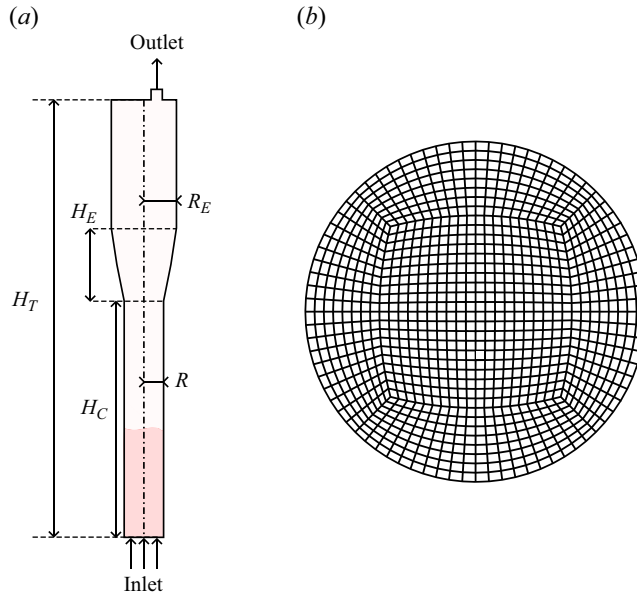 (a)
(b)
Outlet
H_E
R_E
H_T
R
H_C
Inlet